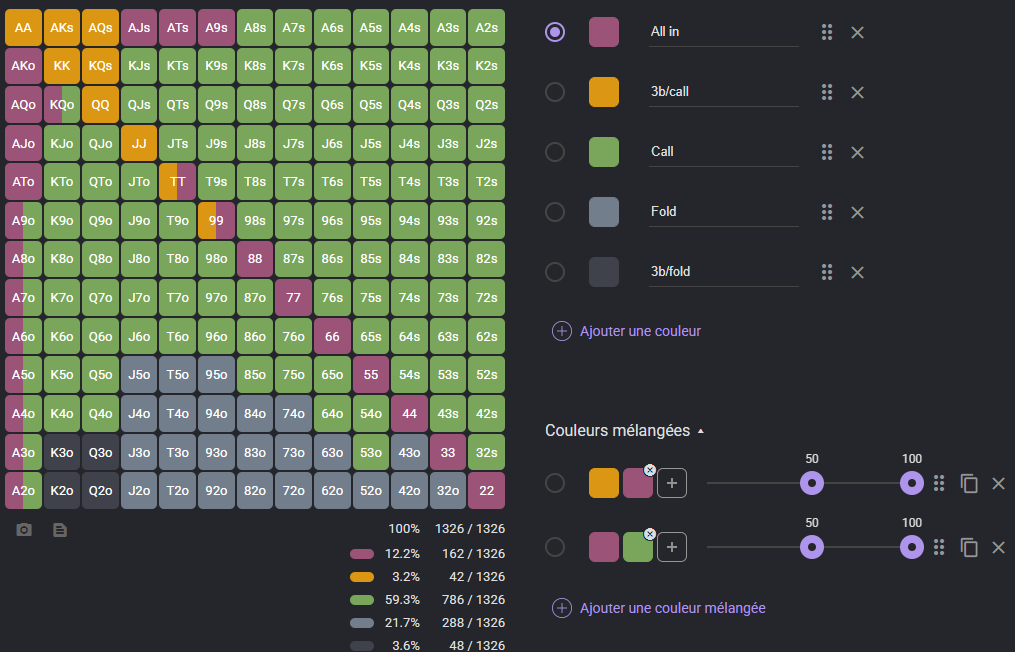 AA AKs AQs AJs ATs A9s A8s A7s A6s A5s A4s A3s A2s
AKo KK KQs KJs KTs K9s K8s K7s K6s K5s K4s K3s K2s
AQo KQo QQ QJs QTs Q9s Q8s Q7s Q6s Q5s Q4s Q3s Q2s
AJo KJo QJo JJ JTs J9s J8s J7s J6s J5s J4s J3s J2s
ATo KTo QTo JTo TT T9s T8s T7s T6s T5s T4s T3s T2s
A9o K9o Q9o J9o T9o 99 98s 97s 96s 95s 94s 93s 92s
A8o K8o Q8o J8o T8o 98o 88 87s 86s 85s 84s 83s 82s
A7o K7o Q7o J7o T7o 97o 87o 77 76s 75s 74s 73s 72s
A6o K6o Q6o J6o T6o 96o 86o 76o 66 65s 64s 63s 62s
A5o K5o Q5o J5o T5o 95o 85o 75o 65o 55 54s 53s 52s
A4o K4o Q4o J4o T4o 94o 84o 74o 64o 54o 44 43s 42s
A3o K3o Q3o J3o T3o 93o 83o 73o 63o 53o 43o 33 32s
A2o K2o Q2o J2o T2o 92o 82o 72o 62o 52o 42o 32o 22
100% 1326 / 1326
12.2% 162 / 1326
3.2% 42 / 1326
59.3% 786 / 1326
21.7% 288 / 1326
3.6% 48 / 1326
All in
3b/call
Call
Fold
3b/fold
Ajouter une couleur
Couleurs mélangées
50 100
50 100
Ajouter une couleur mélangée